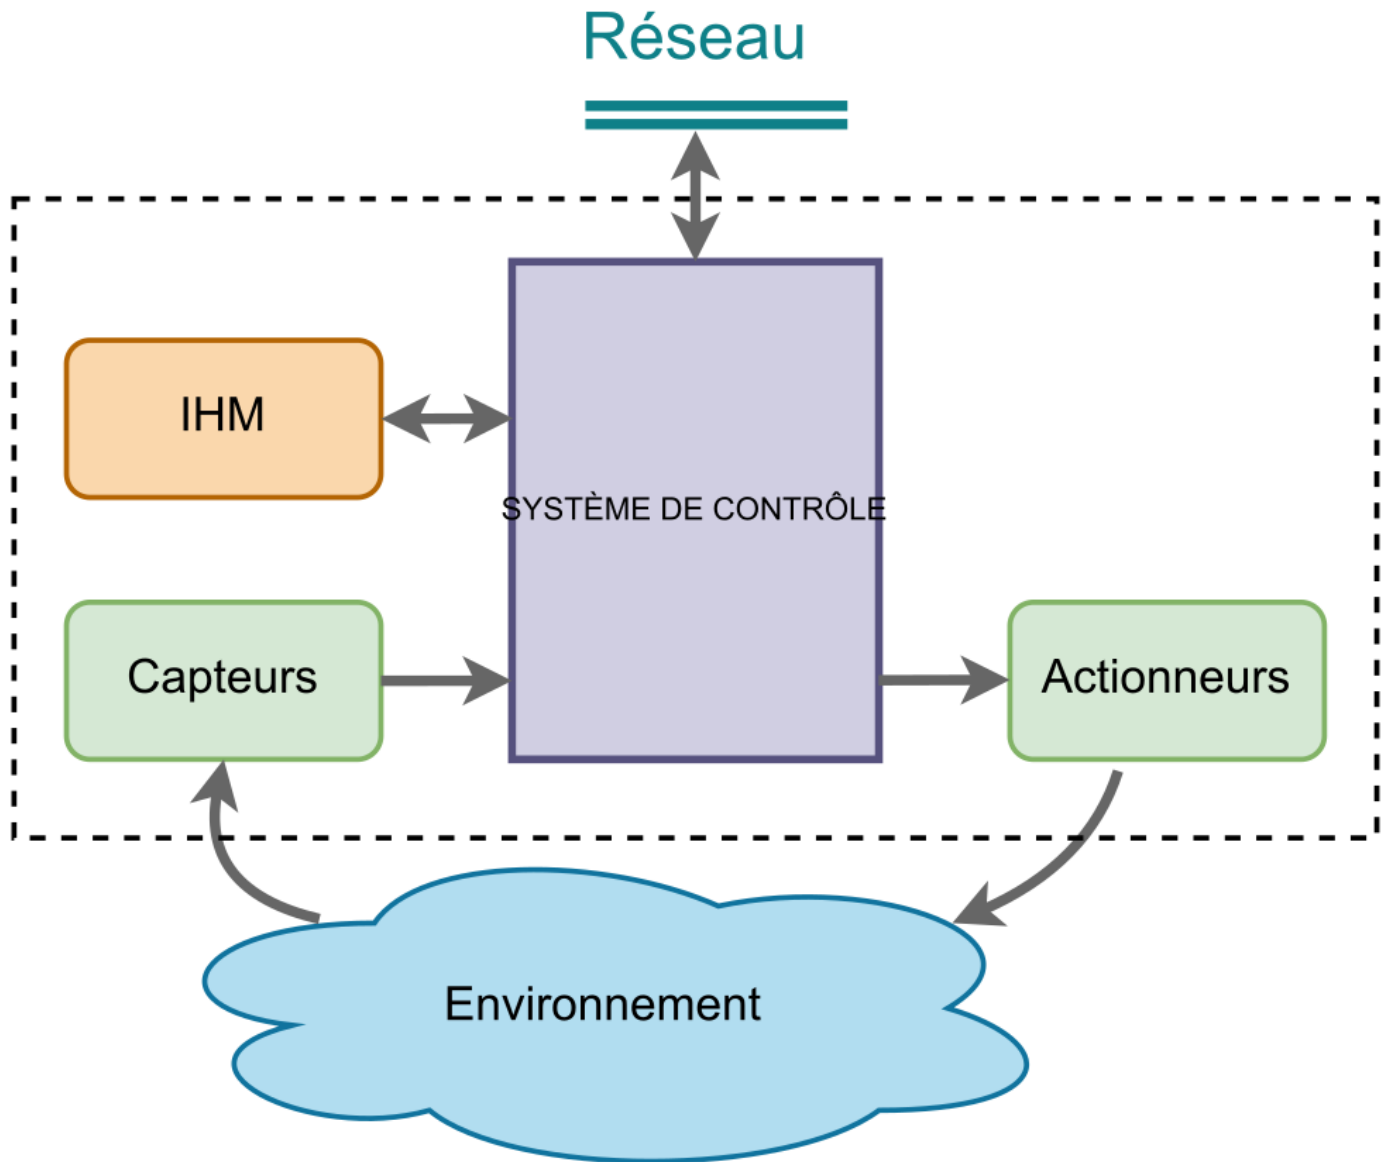 Réseau
IHM
SYSTÈME DE CONTRÔLE
Capteurs
Actionneurs
Environnement